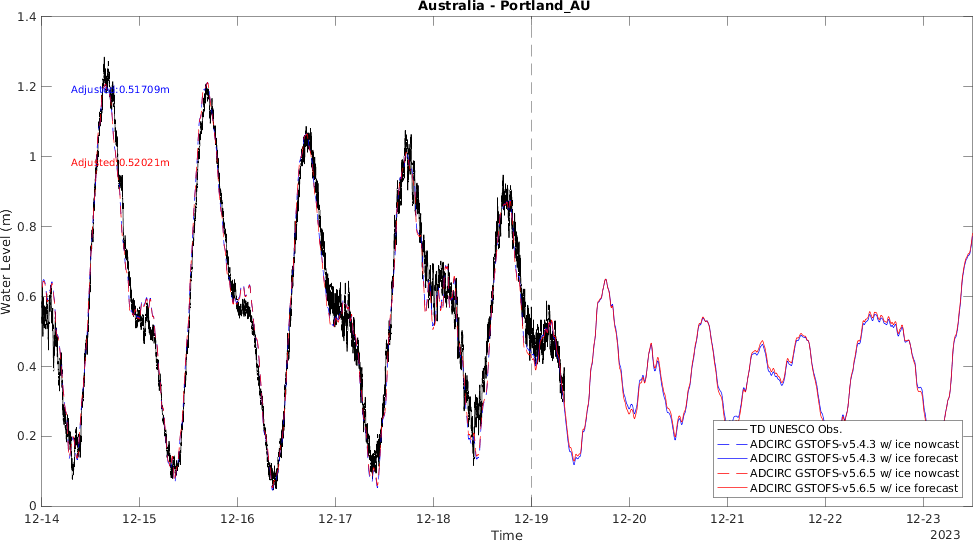 Australia - Portland_AU
1.4
1.2
1
0.8
0.6
0.4
0.2
0
Water Level (m)
Adjusted:0.51709m
Adjusted:0.52021m
TD UNESCO Obs.
ADCIRC GSTOFS-v5.4.3 w/ ice nowcast
ADCIRC GSTOFS-v5.4.3 w/ ice forecast
ADCIRC GSTOFS-v5.6.5 w/ ice nowcast
ADCIRC GSTOFS-v5.6.5 w/ ice forecast
12-14 12-15 12-16 12-17 12-18 12-19 12-20 12-21 12-22 12-23
Time
2023